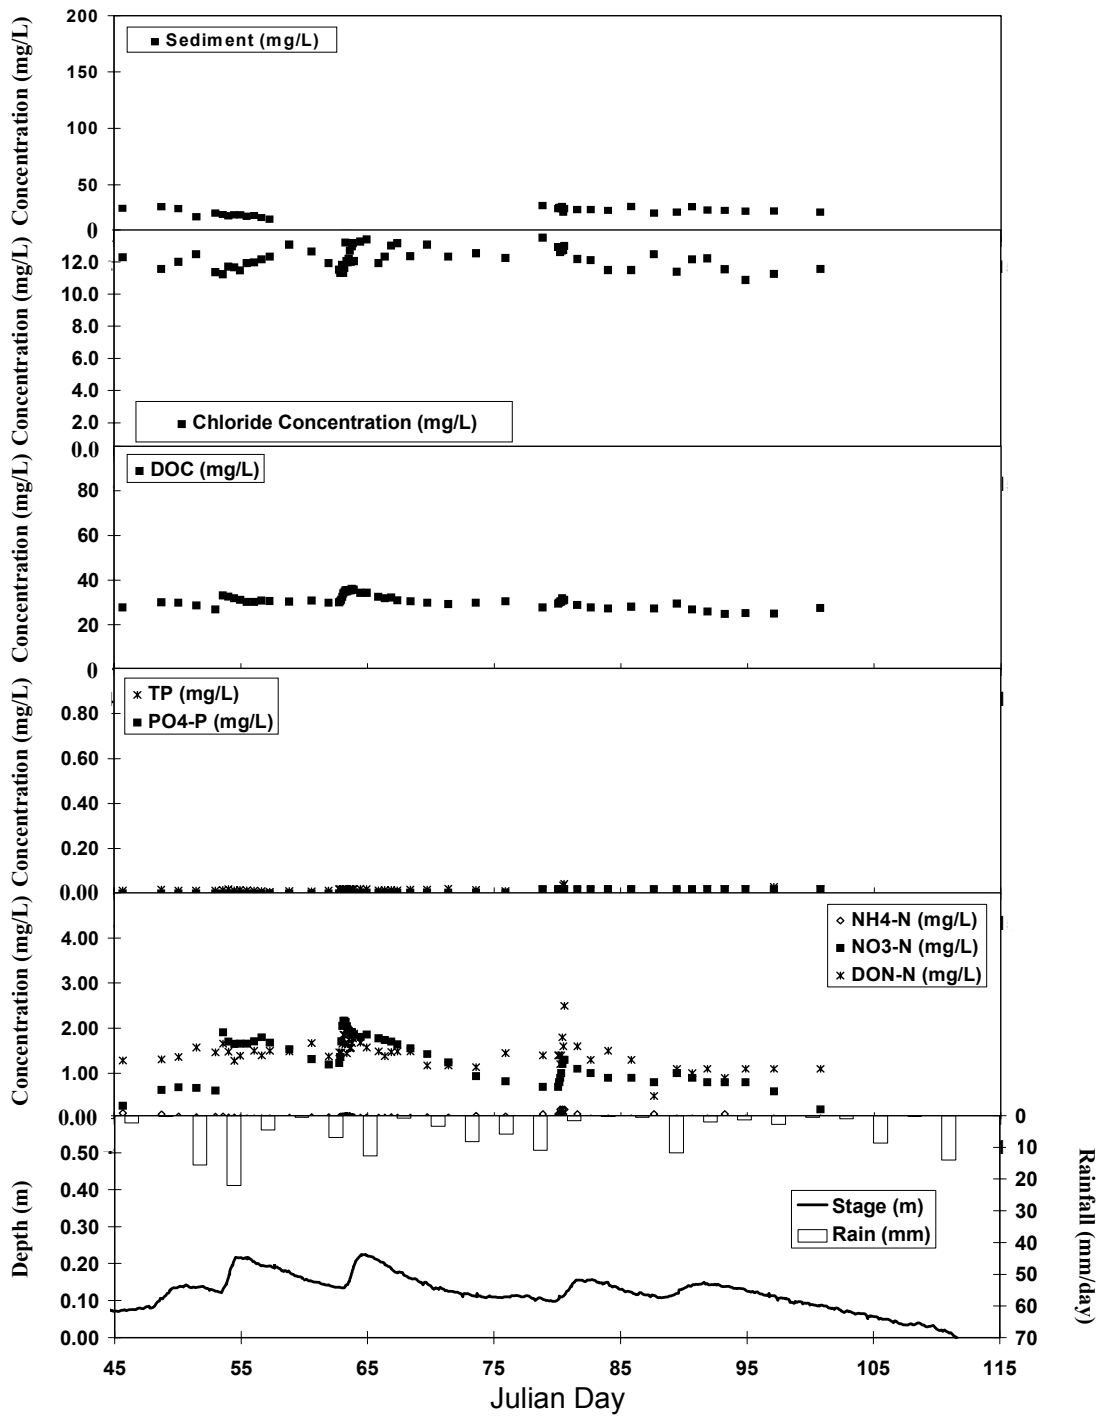 Concentration (mg/L)
200
150
100
50
0
Sediment (mg/L)
Concentration (mg/L)
12.0
10.0
8.0
6.0
4.0
2.0
0.0
Chloride Concentration (mg/L)
Concentration (mg/L)
80
60
40
20
0
DOC (mg/L)
Concentration (mg/L)
0.80
0.60
0.40
0.20
0.00
TP (mg/L)
PO4-P (mg/L)
Concentration (mg/L)
4.00
3.00
2.00
1.00
0.00
NH4-N (mg/L)
NO3-N (mg/L)
DON-N (mg/L)
Depth (m)
0.50
0.40
0.30
0.20
0.10
0.00
Stage (m)
Rain (mm)
0
10
20
30
40
50
60
70
Rainfall (mm/day)
45 55 65 75 85 95 105 115
Julian Day